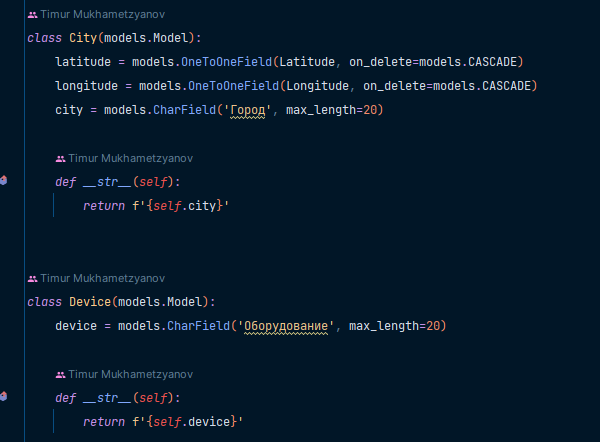 Timur Mukhametzyanov
class City(models.Model):
    latitude = models.OneToOneField(Latitude, on_delete=models.CASCADE)
    longitude = models.OneToOneField(Longitude, on_delete=models.CASCADE)
    city = models.CharField('Город', max_length=20)
Timur Mukhametzyanov
    def __str__(self):
        return f'{self.city}'
Timur Mukhametzyanov
class Device(models.Model):
    device = models.CharField('Оборудование', max_length=20)
Timur Mukhametzyanov
    def __str__(self):
        return f'{self.device}'